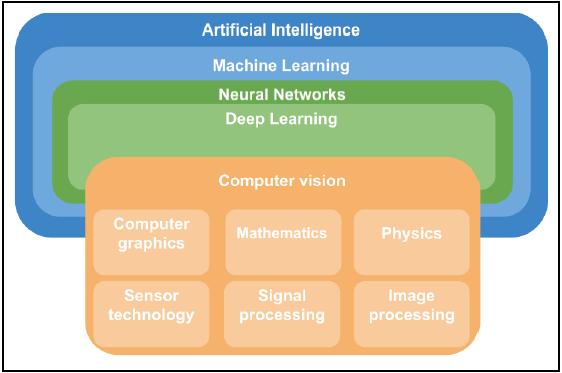 Artificial Intelligence
Machine Learning
Neural Networks
Deep Learning
Computer vision
Computer
graphics
Mathematics
Physics
Sensor
technology
Signal
processing
Image
processing